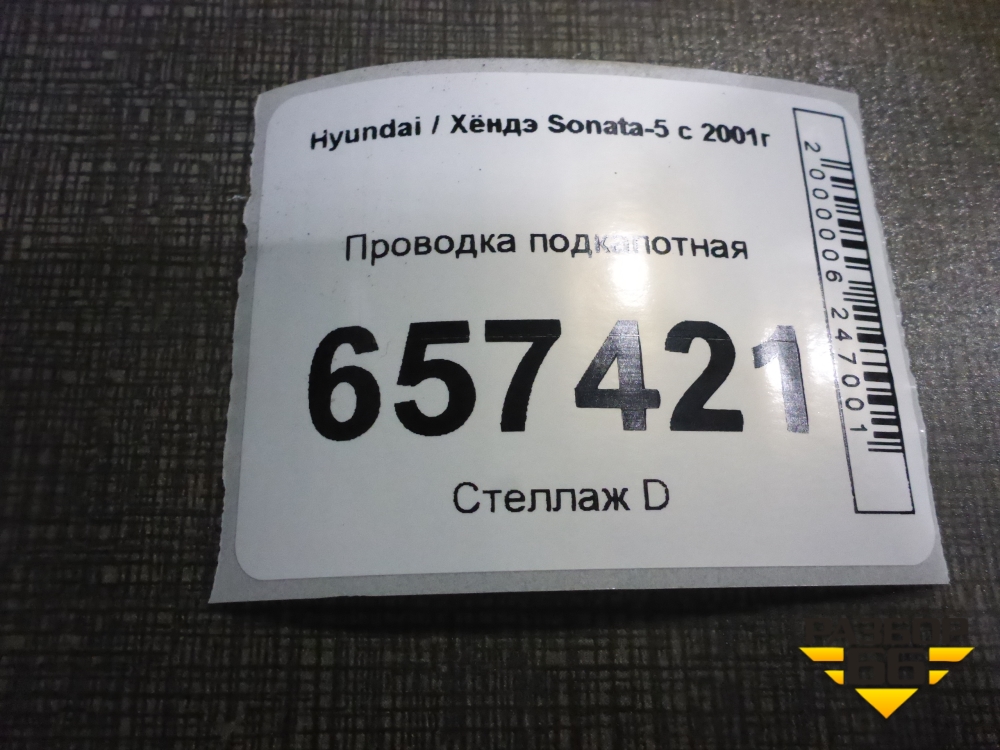 Hyundai / Хёндэ Sonata-5 с 2001г
Проводка подкапотная
657421
Стеллаж D
2000006247001